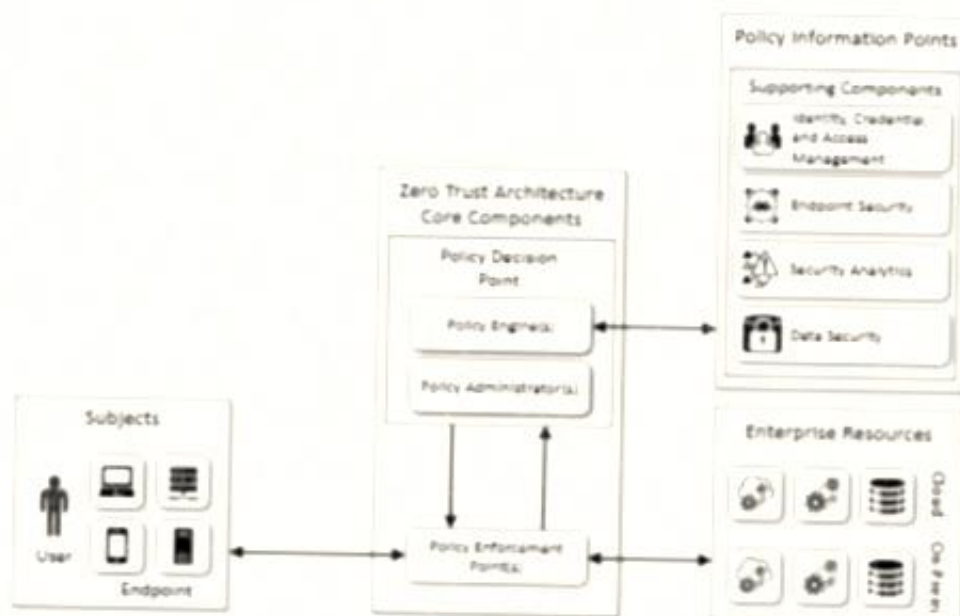 Policy Information Points
Supporting Components
Identity, Credential,
and Access
Management
Endpoint Security
Security Analytics
Data Security
Zero Trust Architecture
Core Components
Policy Decision
Point
Policy Engine(s)
Policy Administrator(s)
Policy Enforcement
Point(s)
Subjects
User
Endpoint
Enterprise Resources
Cloud